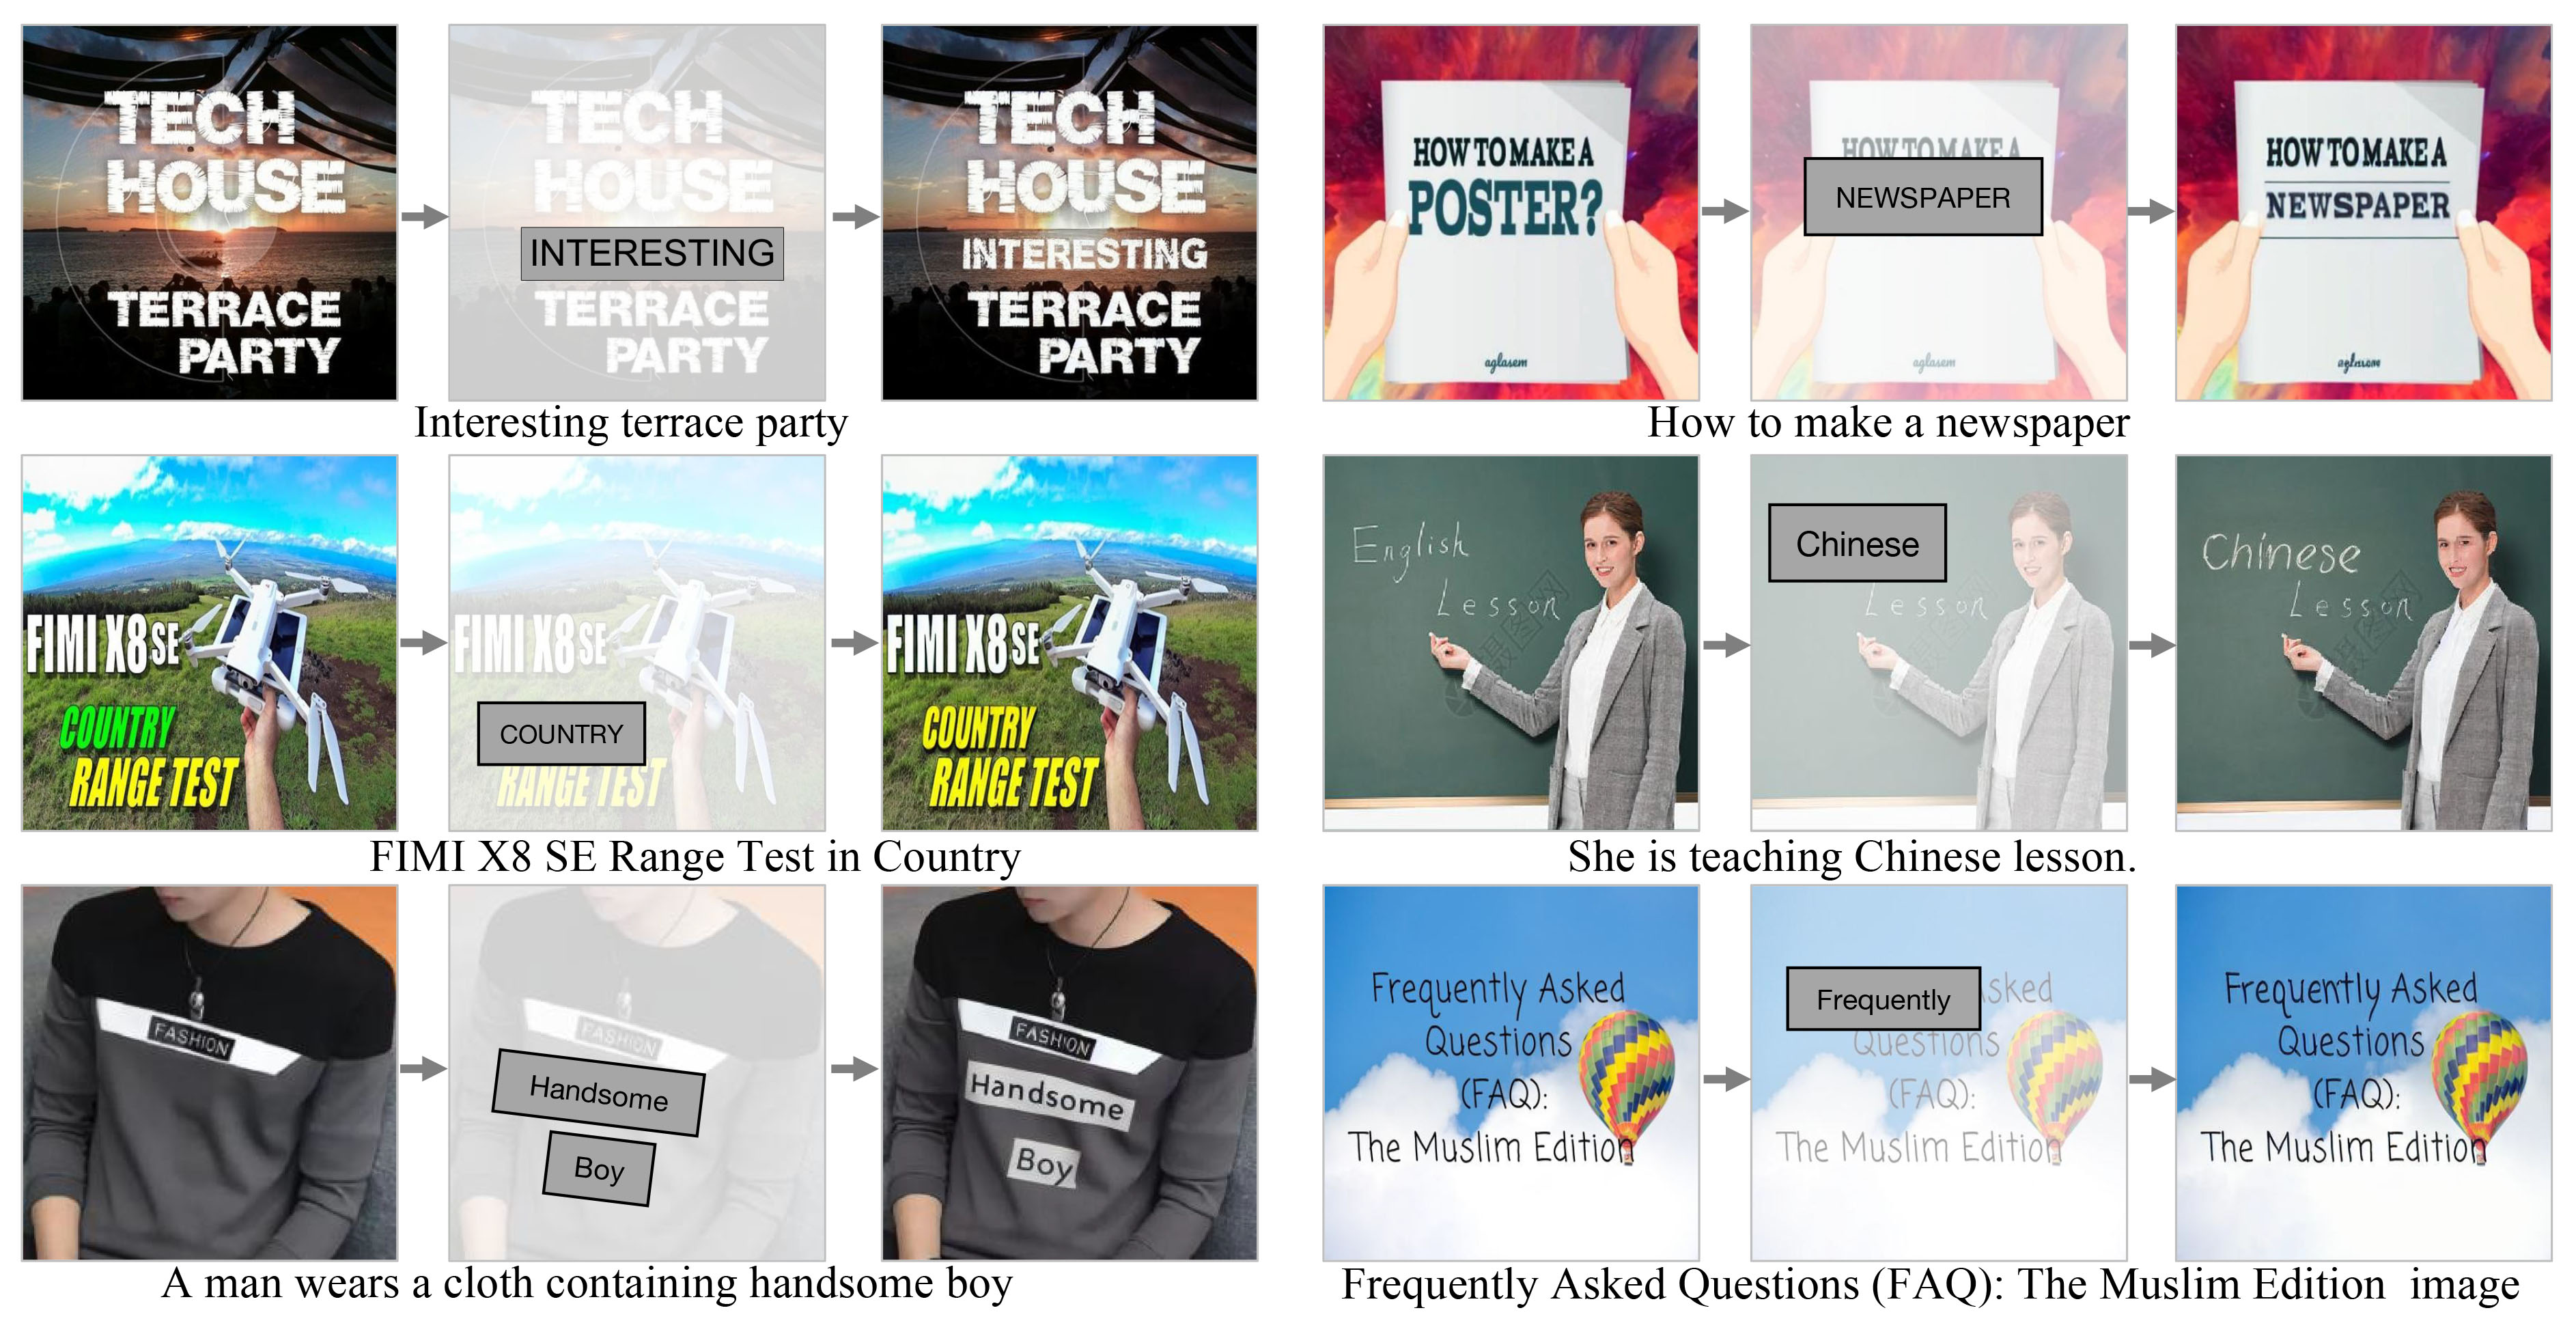 TECH
HOUSE
TERRACE
PARTY
TECH
HOUSE
INTERESTING
TERRACE
PARTY
TECH
HOUSE
INTERESTING
TERRACE
PARTY
Interesting terrace party
HOW TO MAKE A
POSTER?
aglasem
HOW TO MAKE A
NEWSPAPER
aglasem
HOW TO MAKE A
NEWSPAPER
How to make a newspaper
FIMI X8 SE
COUNTRY
RANGE TEST
FIMI X8 SE
COUNTRY
RANGE TEST
FIMI X8 SE
COUNTRY
RANGE TEST
FIMI X8 SE Range Test in Country
English
Lesson
Chinese
Lesson
Chinese
Lesson
She is teaching Chinese lesson.
FASHION
FASHION
Handsome
Boy
FASHION
Handsome
Boy
A man wears a cloth containing handsome boy
Frequently Asked
Questions
(FAQ):
The Muslim Edition
Frequently Asked
Questions
(FAQ):
The Muslim Edition
Frequently Asked
Questions
(FAQ):
The Muslim Edition
Frequently Asked Questions (FAQ): The Muslim Edition image